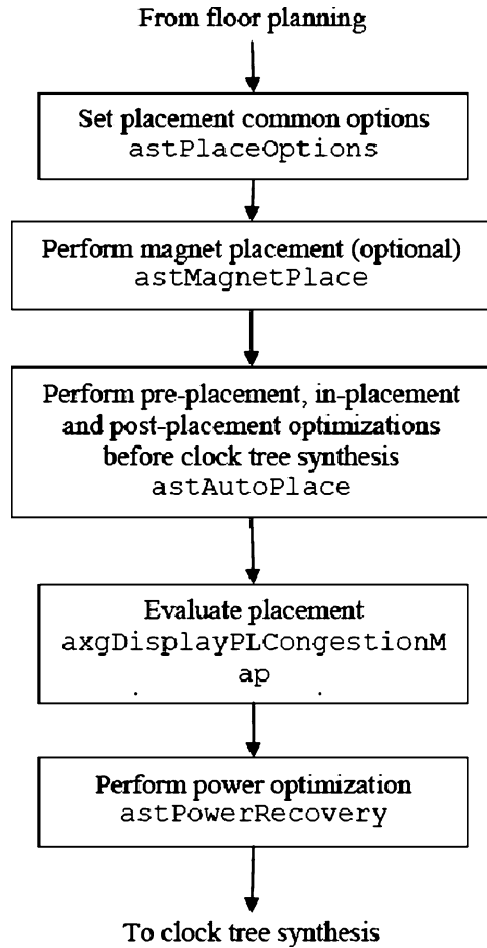 From floor planning
Set placement common options
astPlaceOptions
Perform magnet placement (optional)
astMagnetPlace
Perform pre-placement, in-placement
and post-placement optimizations
before clock tree synthesis
astAutoPlace
Evaluate placement
axgDisplayPLCongestionM
ap
Perform power optimization
astPowerRecovery
To clock tree synthesis